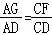 AG/AD = CF/CD